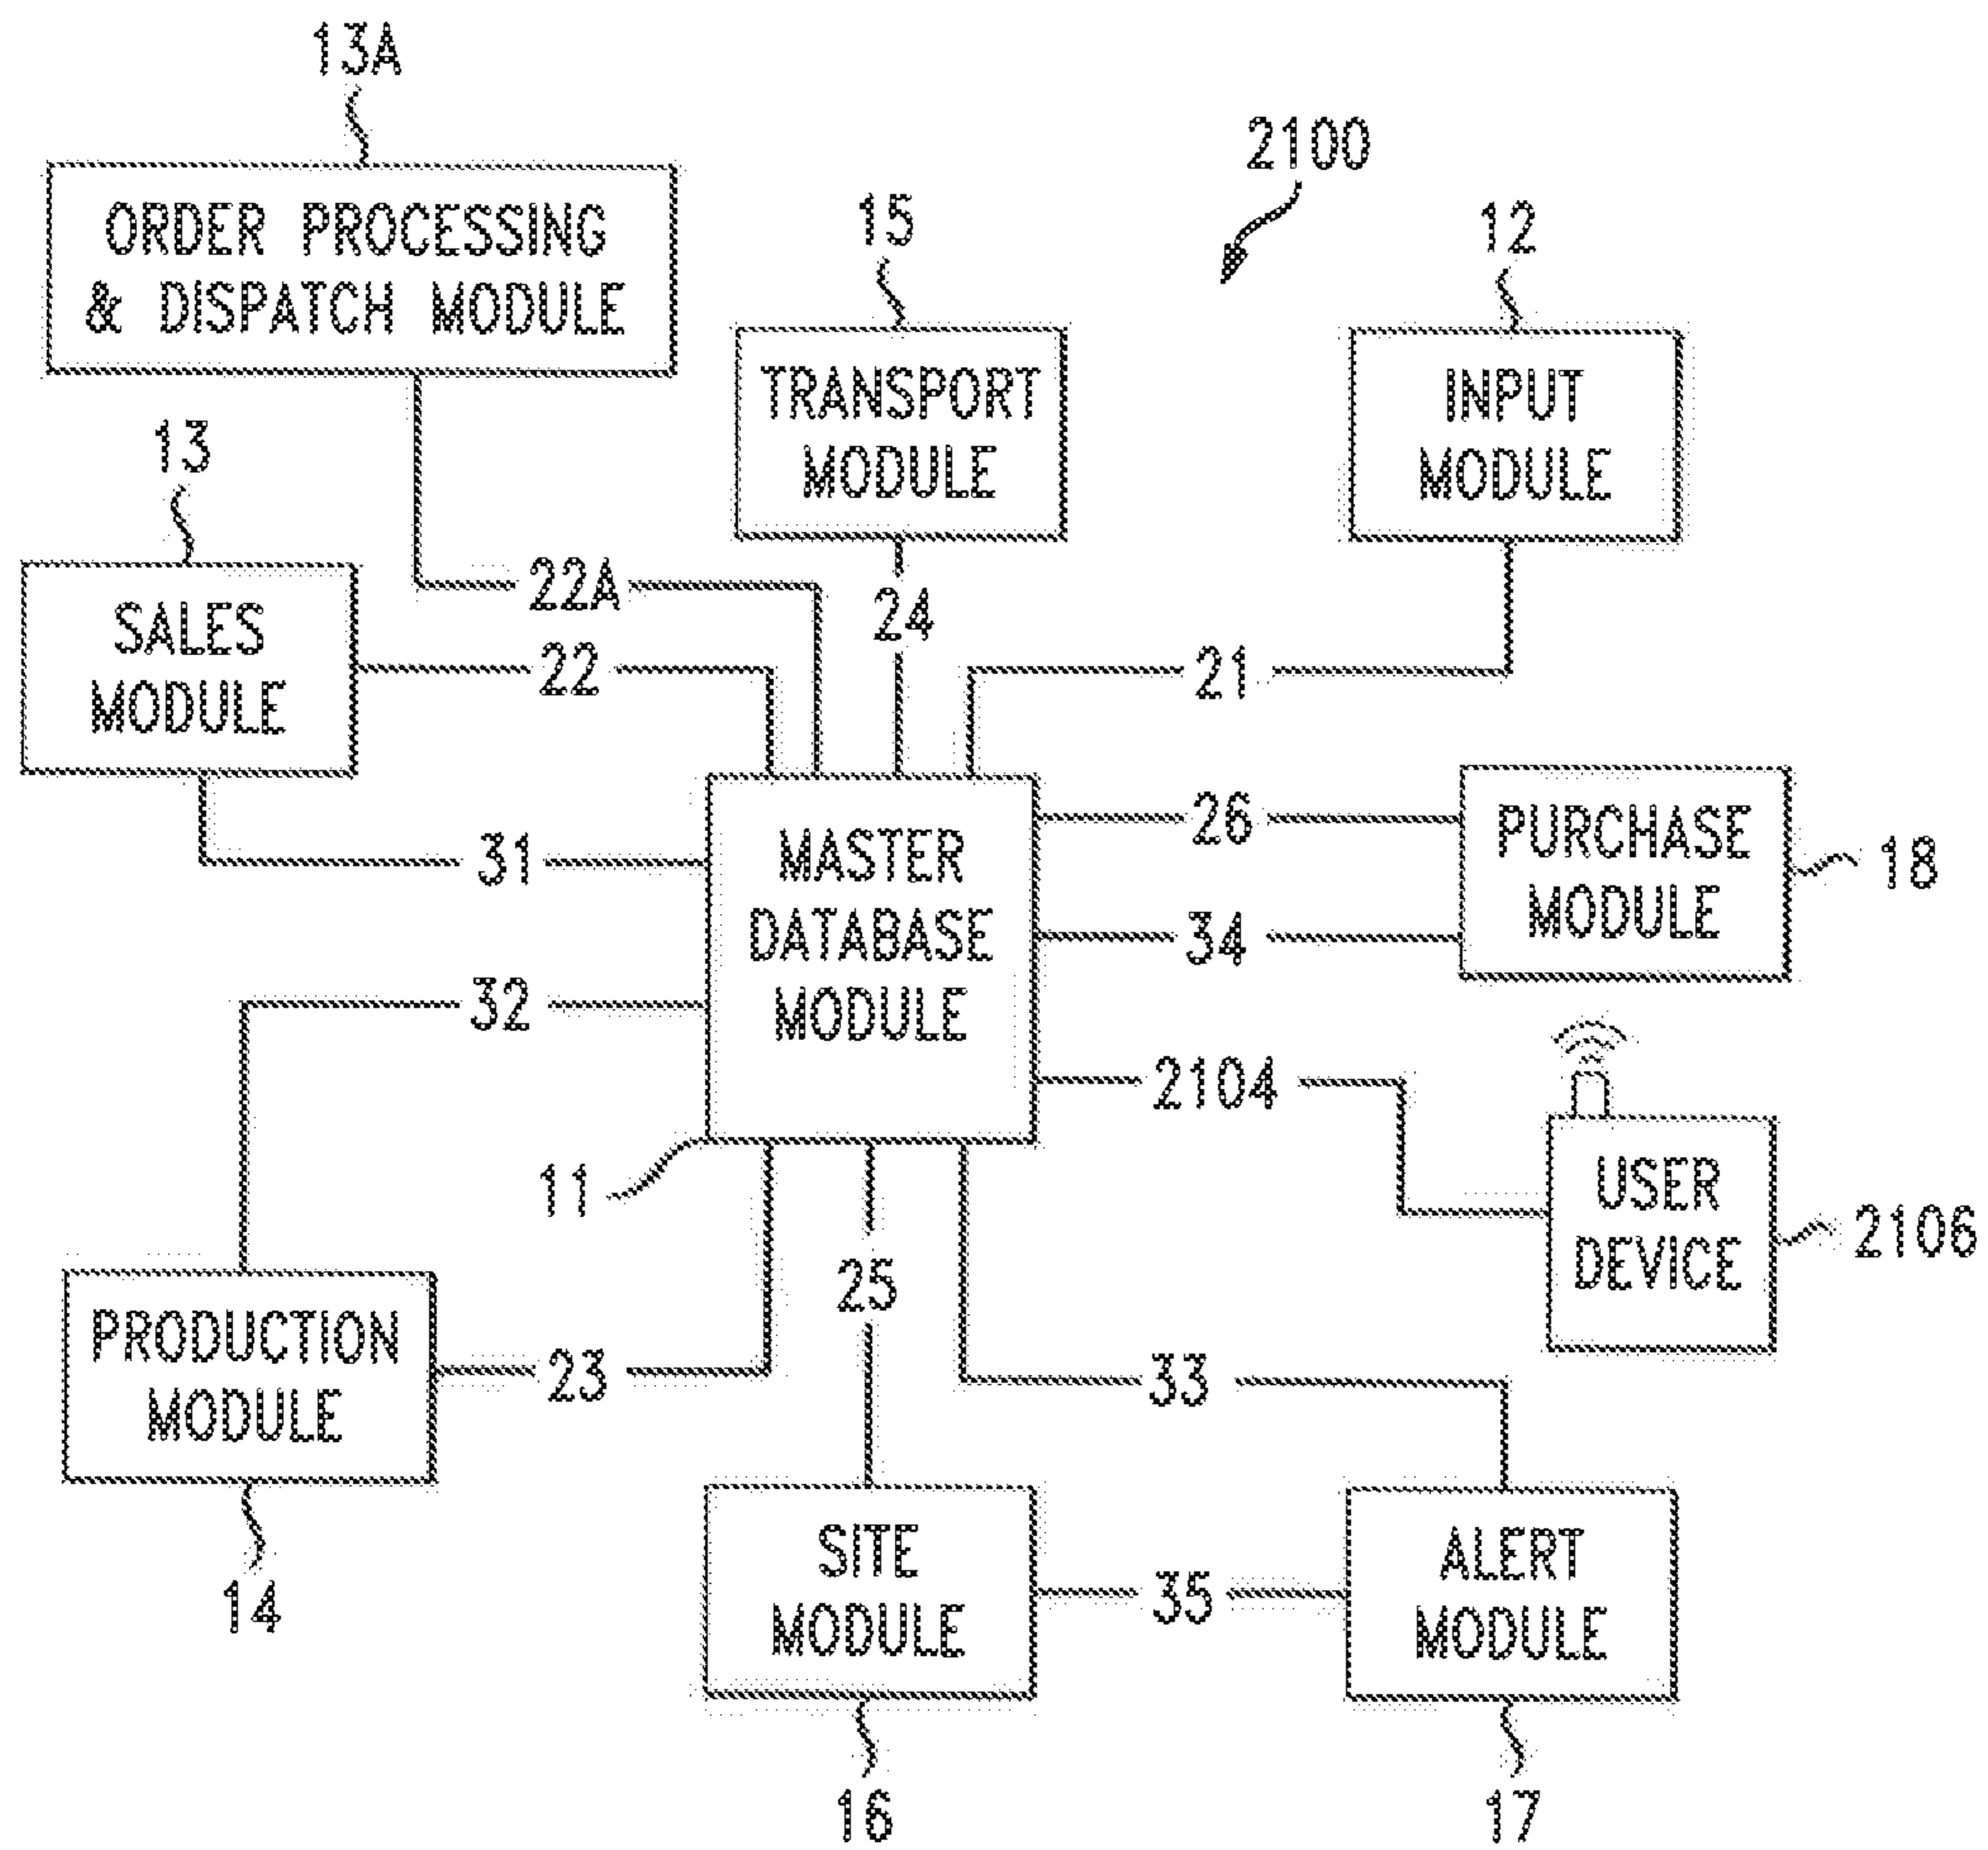 13A
2100
ORDER PROCESSING
& DISPATCH MODULE
15
12
TRANSPORT
MODULE
INPUT
MODULE
13
SALES
MODULE
22A
24
22
21
MASTER
DATABASE
MODULE
26
PURCHASE
MODULE
18
31
34
32
2104
11
USER
DEVICE
2106
25
PRODUCTION
MODULE
23
33
14
SITE
MODULE
35
ALERT
MODULE
16
17